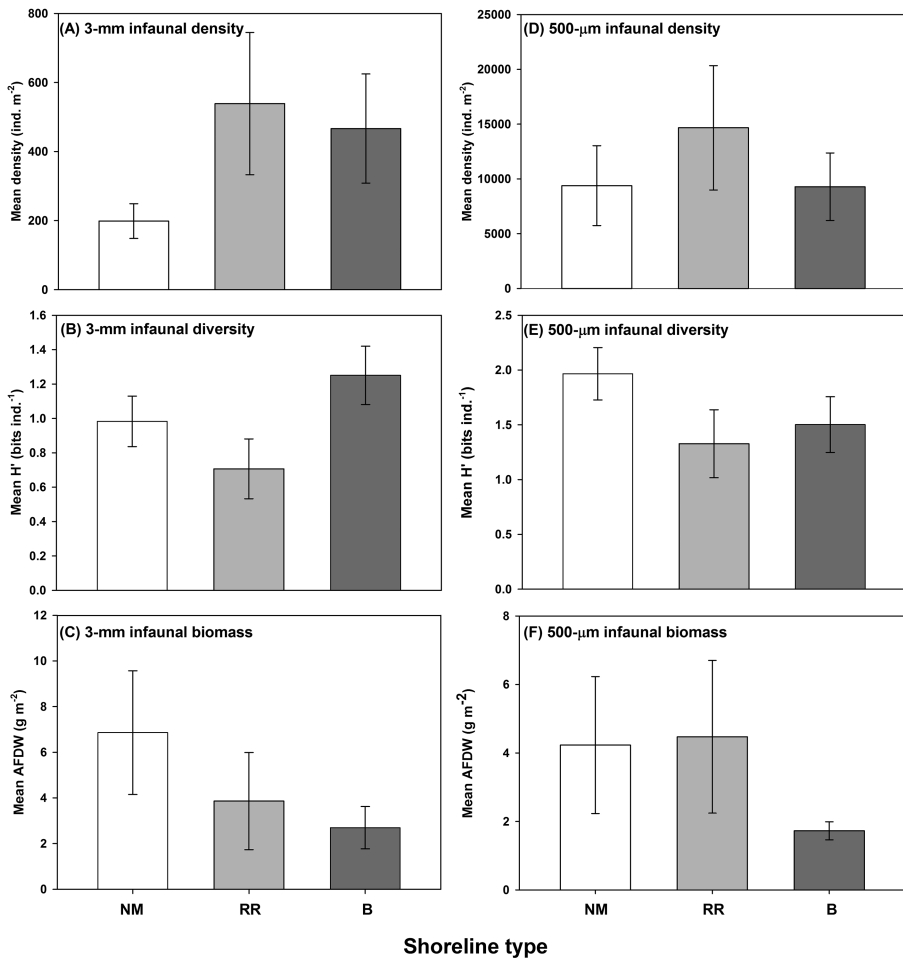 (A) 3-mm infaunal density
Mean density (ind. m⁻²)
800
600
400
200
0
(D) 500-μm infaunal density
Mean density (ind. m⁻²)
25000
20000
15000
10000
5000
0
(B) 3-mm infaunal diversity
Mean H' (bits ind.⁻¹)
1.6
1.4
1.2
1.0
0.8
0.6
0.4
0.2
0.0
(E) 500-μm infaunal diversity
Mean H' (bits ind.⁻¹)
2.5
2.0
1.5
1.0
0.5
0.0
(C) 3-mm infaunal biomass
Mean AFDW (g m⁻²)
12
10
8
6
4
2
0
NM RR B
(F) 500-μm infaunal biomass
Mean AFDW (g m⁻²)
8
6
4
2
0
NM RR B
Shoreline type